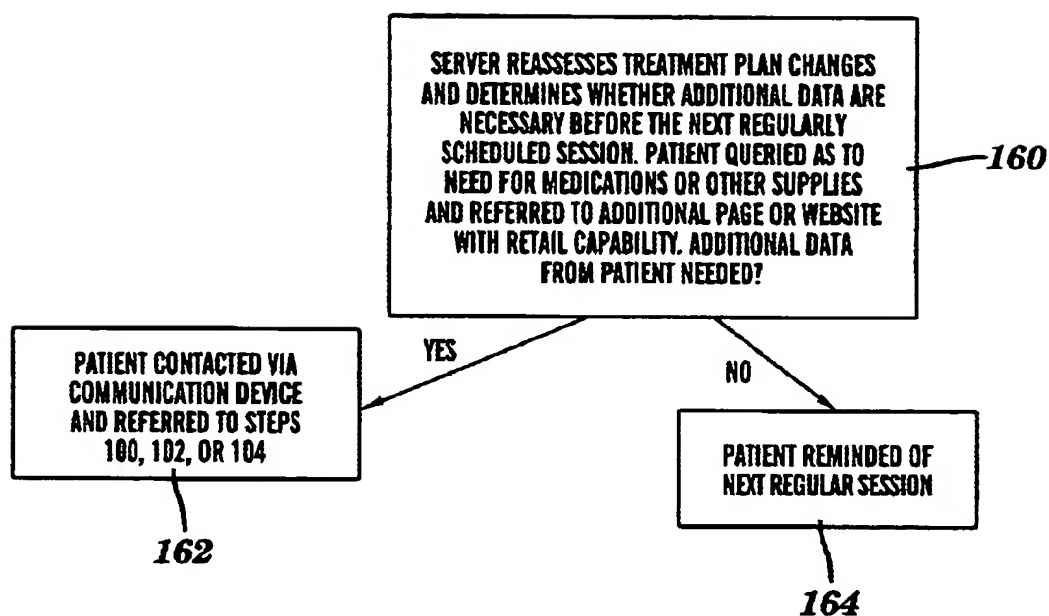 SERVER REASSESSES TREATMENT PLAN CHANGES
AND DETERMINES WHETHER ADDITIONAL DATA ARE
NECESSARY BEFORE THE NEXT REGULARLY
SCHEDULED SESSION. PATIENT QUERIED AS TO
NEED FOR MEDICATIONS OR OTHER SUPPLIES
AND REFERRED TO ADDITIONAL PAGE OR WEBSITE
WITH RETAIL CAPABILITY. ADDITIONAL DATA
FROM PATIENT NEEDED?
160
YES
NO
PATIENT CONTACTED VIA
COMMUNICATION DEVICE
AND REFERRED TO STEPS
100, 102, OR 104
162
PATIENT REMINDED OF
NEXT REGULAR SESSION
164